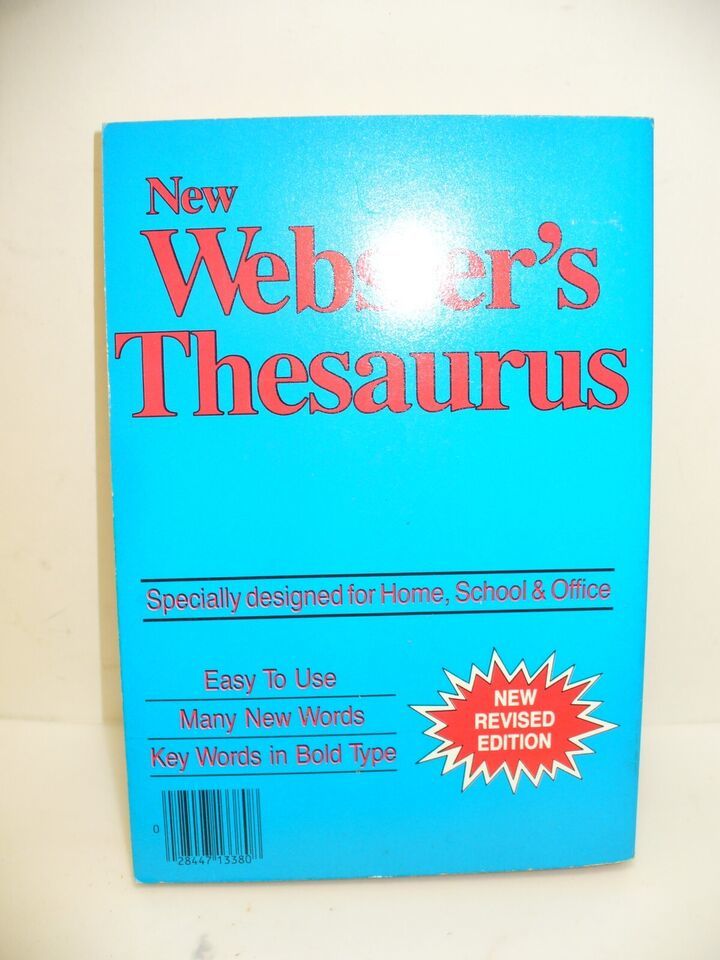 New
Webster's
Thesaurus
Specially designed for Home, School & Office
Easy To Use
Many New Words
Key Words in Bold Type
NEW
REVISED
EDITION
0
28447 13380